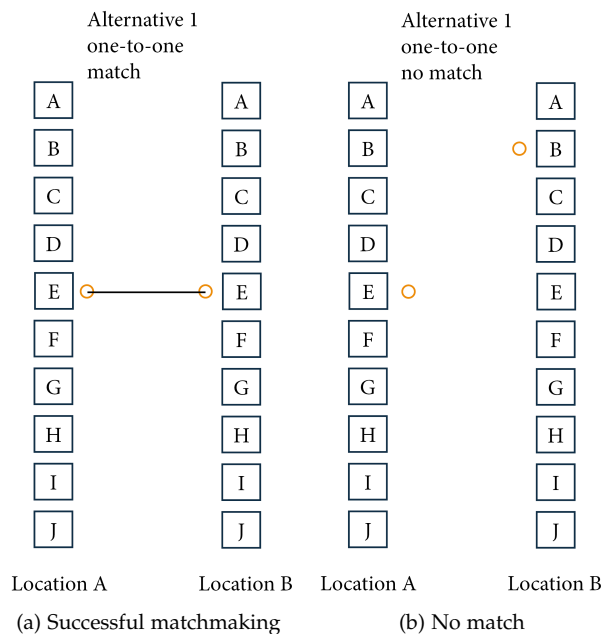 Alternative 1
one-to-one
match
Alternative 1
one-to-one
no match
A A A A
B B B B
C C C C
D D D D
E E E E
F F F F
G G G G
H H H H
I I I I
J J J J
Location A Location B Location A Location B
(a) Successful matchmaking (b) No match